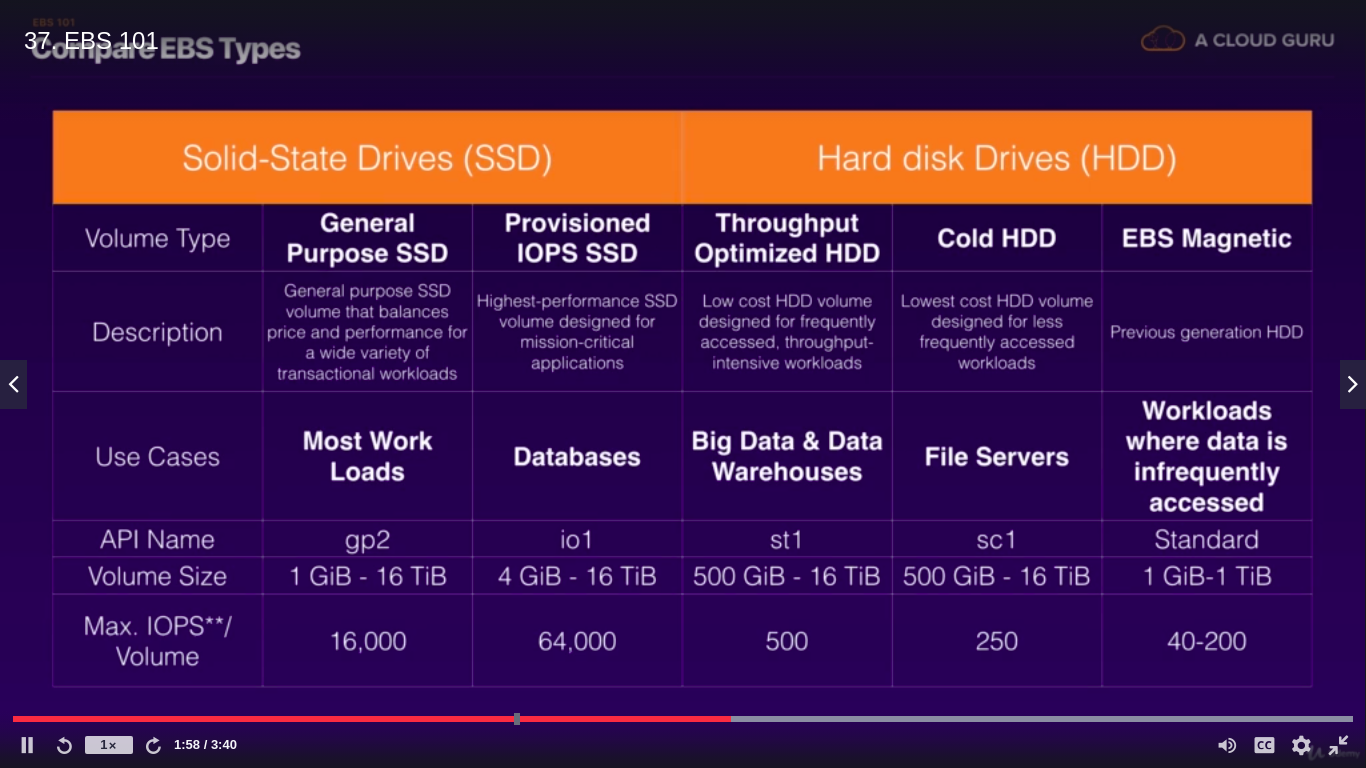 EBS 101
37. EBS 101
Compare EBS Types
A CLOUD GURU
Solid-State Drives (SSD)
Hard disk Drives (HDD)
Volume Type
General
Purpose SSD
Provisioned
IOPS SSD
Throughput
Optimized HDD
Cold HDD
EBS Magnetic
Description
General purpose SSD
volume that balances
price and performance for
a wide variety of
transactional workloads
Highest-performance SSD
volume designed for
mission-critical
applications
Low cost HDD volume
designed for frequently
accessed, throughput-
intensive workloads
Lowest cost HDD volume
designed for less
frequently accessed
workloads
Previous generation HDD
Use Cases
Most Work
Loads
Databases
Big Data & Data
Warehouses
File Servers
Workloads
where data is
infrequently
accessed
API Name
gp2
io1
st1
sc1
Standard
Volume Size
1 GiB - 16 TiB
4 GiB - 16 TiB
500 GiB - 16 TiB
500 GiB - 16 TiB
1 GiB-1 TiB
Max. IOPS**/
Volume
16,000
64,000
500
250
40-200
1×
1:58 / 3:40
CC